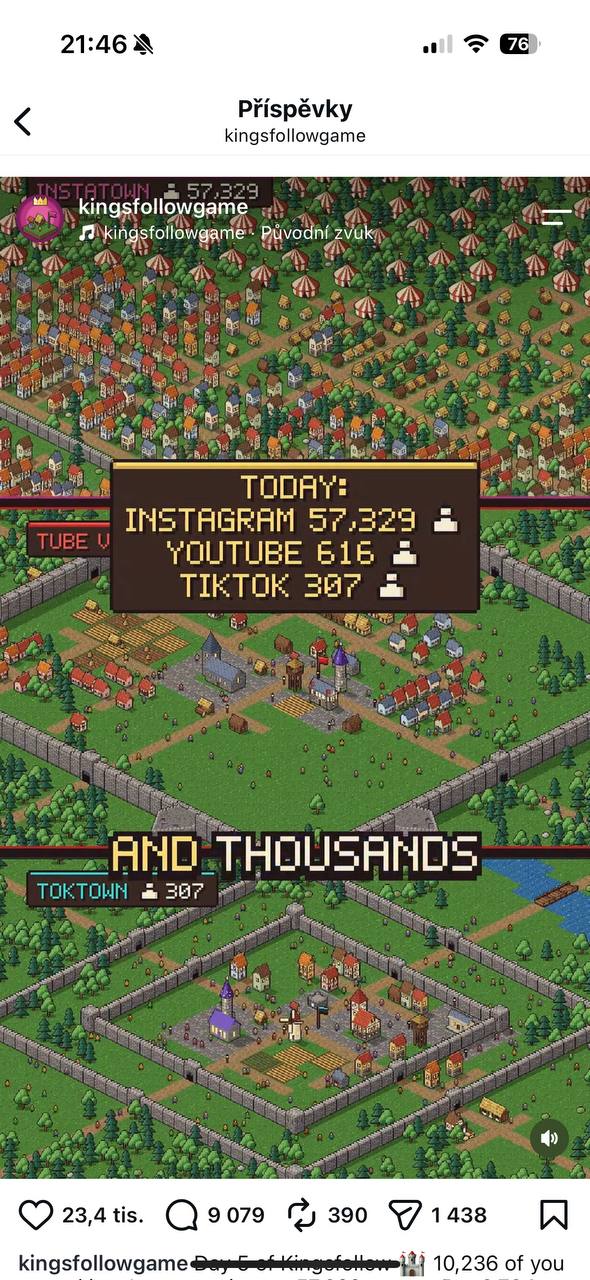 21:46
76
Příspěvky
kingsfollowgame
INSTATOWN 57,329
kingsfollowgame
kingsfollowgame · Původní zvuk
TODAY:
INSTAGRAM 57,329
YOUTUBE 616
TIKTOK 307
TUBE V
AND THOUSANDS
TOKTOWN 307
23,4 tis.
9 079
390
1 438
kingsfollowgame Day 5 of Kingsfollow 🏰 10,236 of you